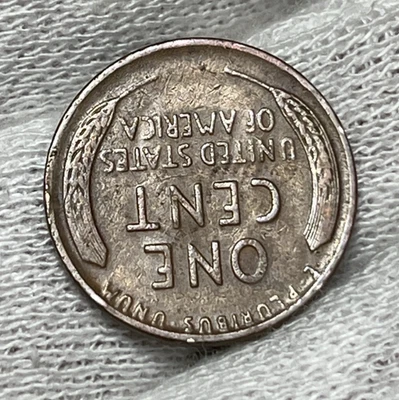 E · PLURIBUS · UNUM
ONE
CENT
UNITED STATES
OF AMERICA